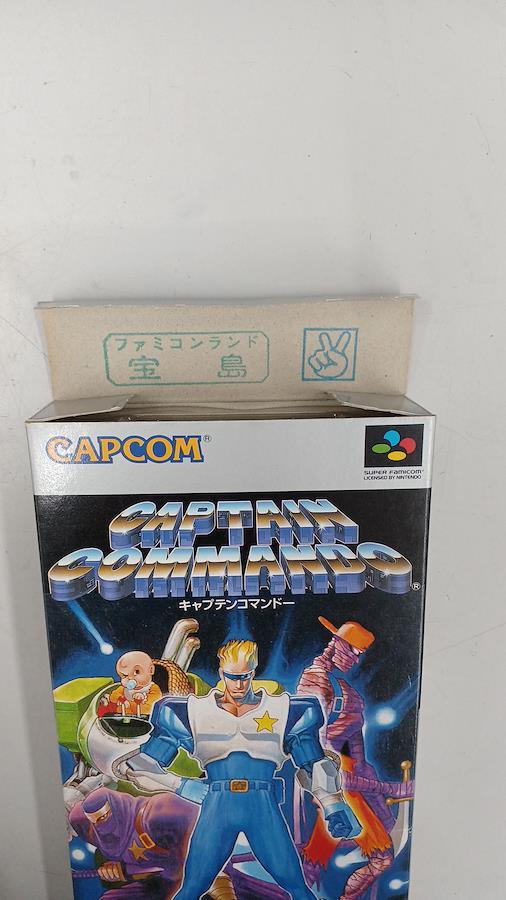 ファミコンランド
宝島
CAPCOM®
SUPER FAMICOM®
LICENSED BY NINTENDO
CAPTAIN
COMMANDO®
キャプテンコマンドー